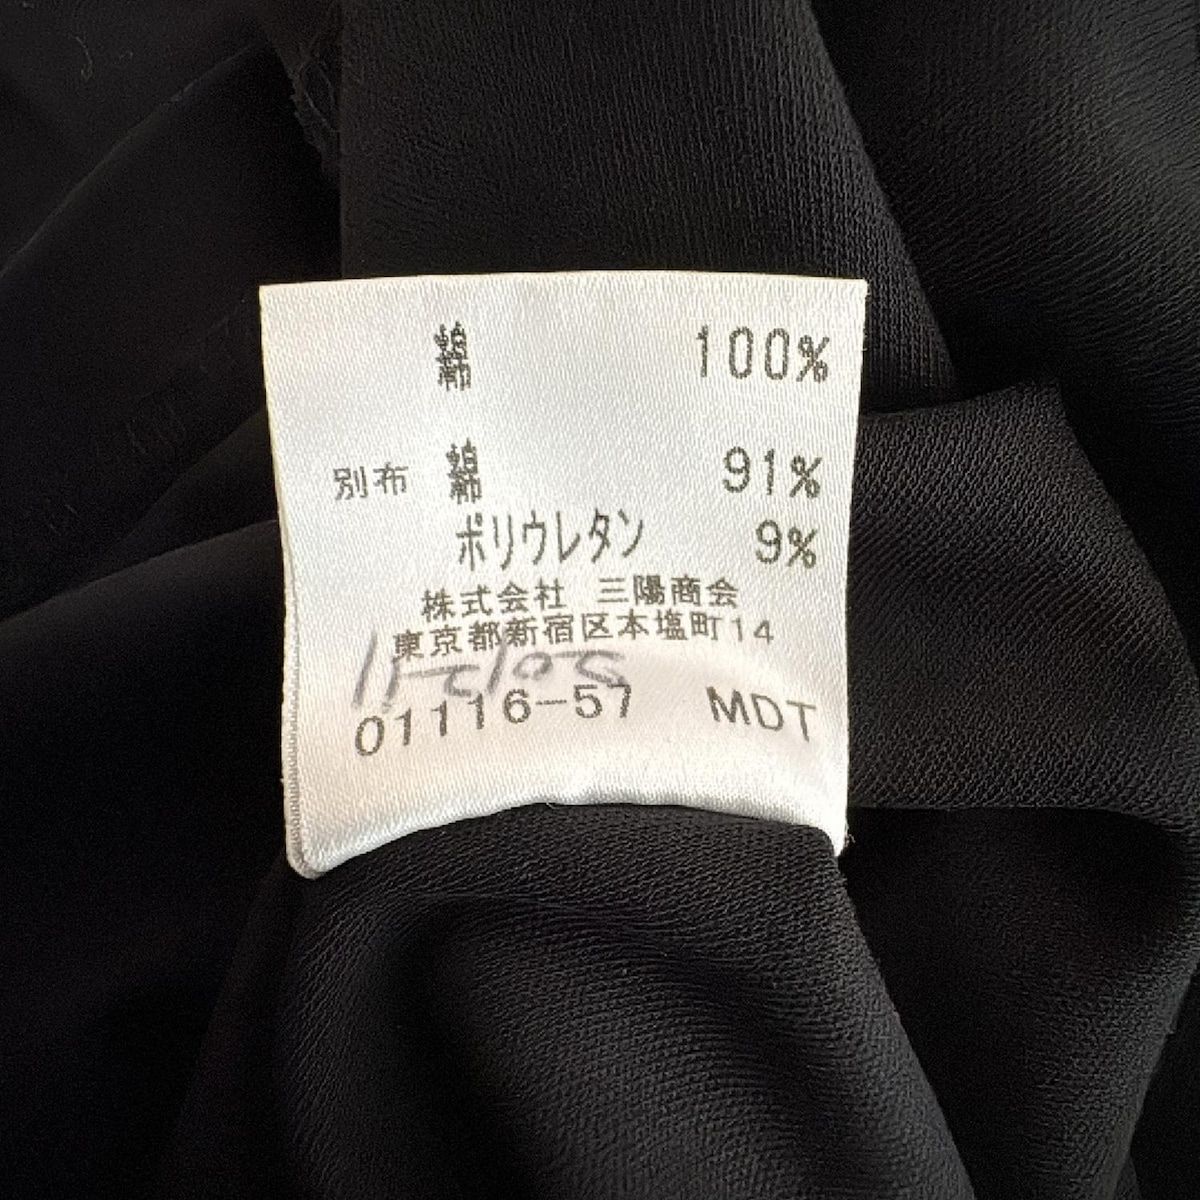 綿 100%
別布 綿 91%
ポリウレタン 9%
株式会社 三陽商会
東京都新宿区本塩町14
01116-57 MDT